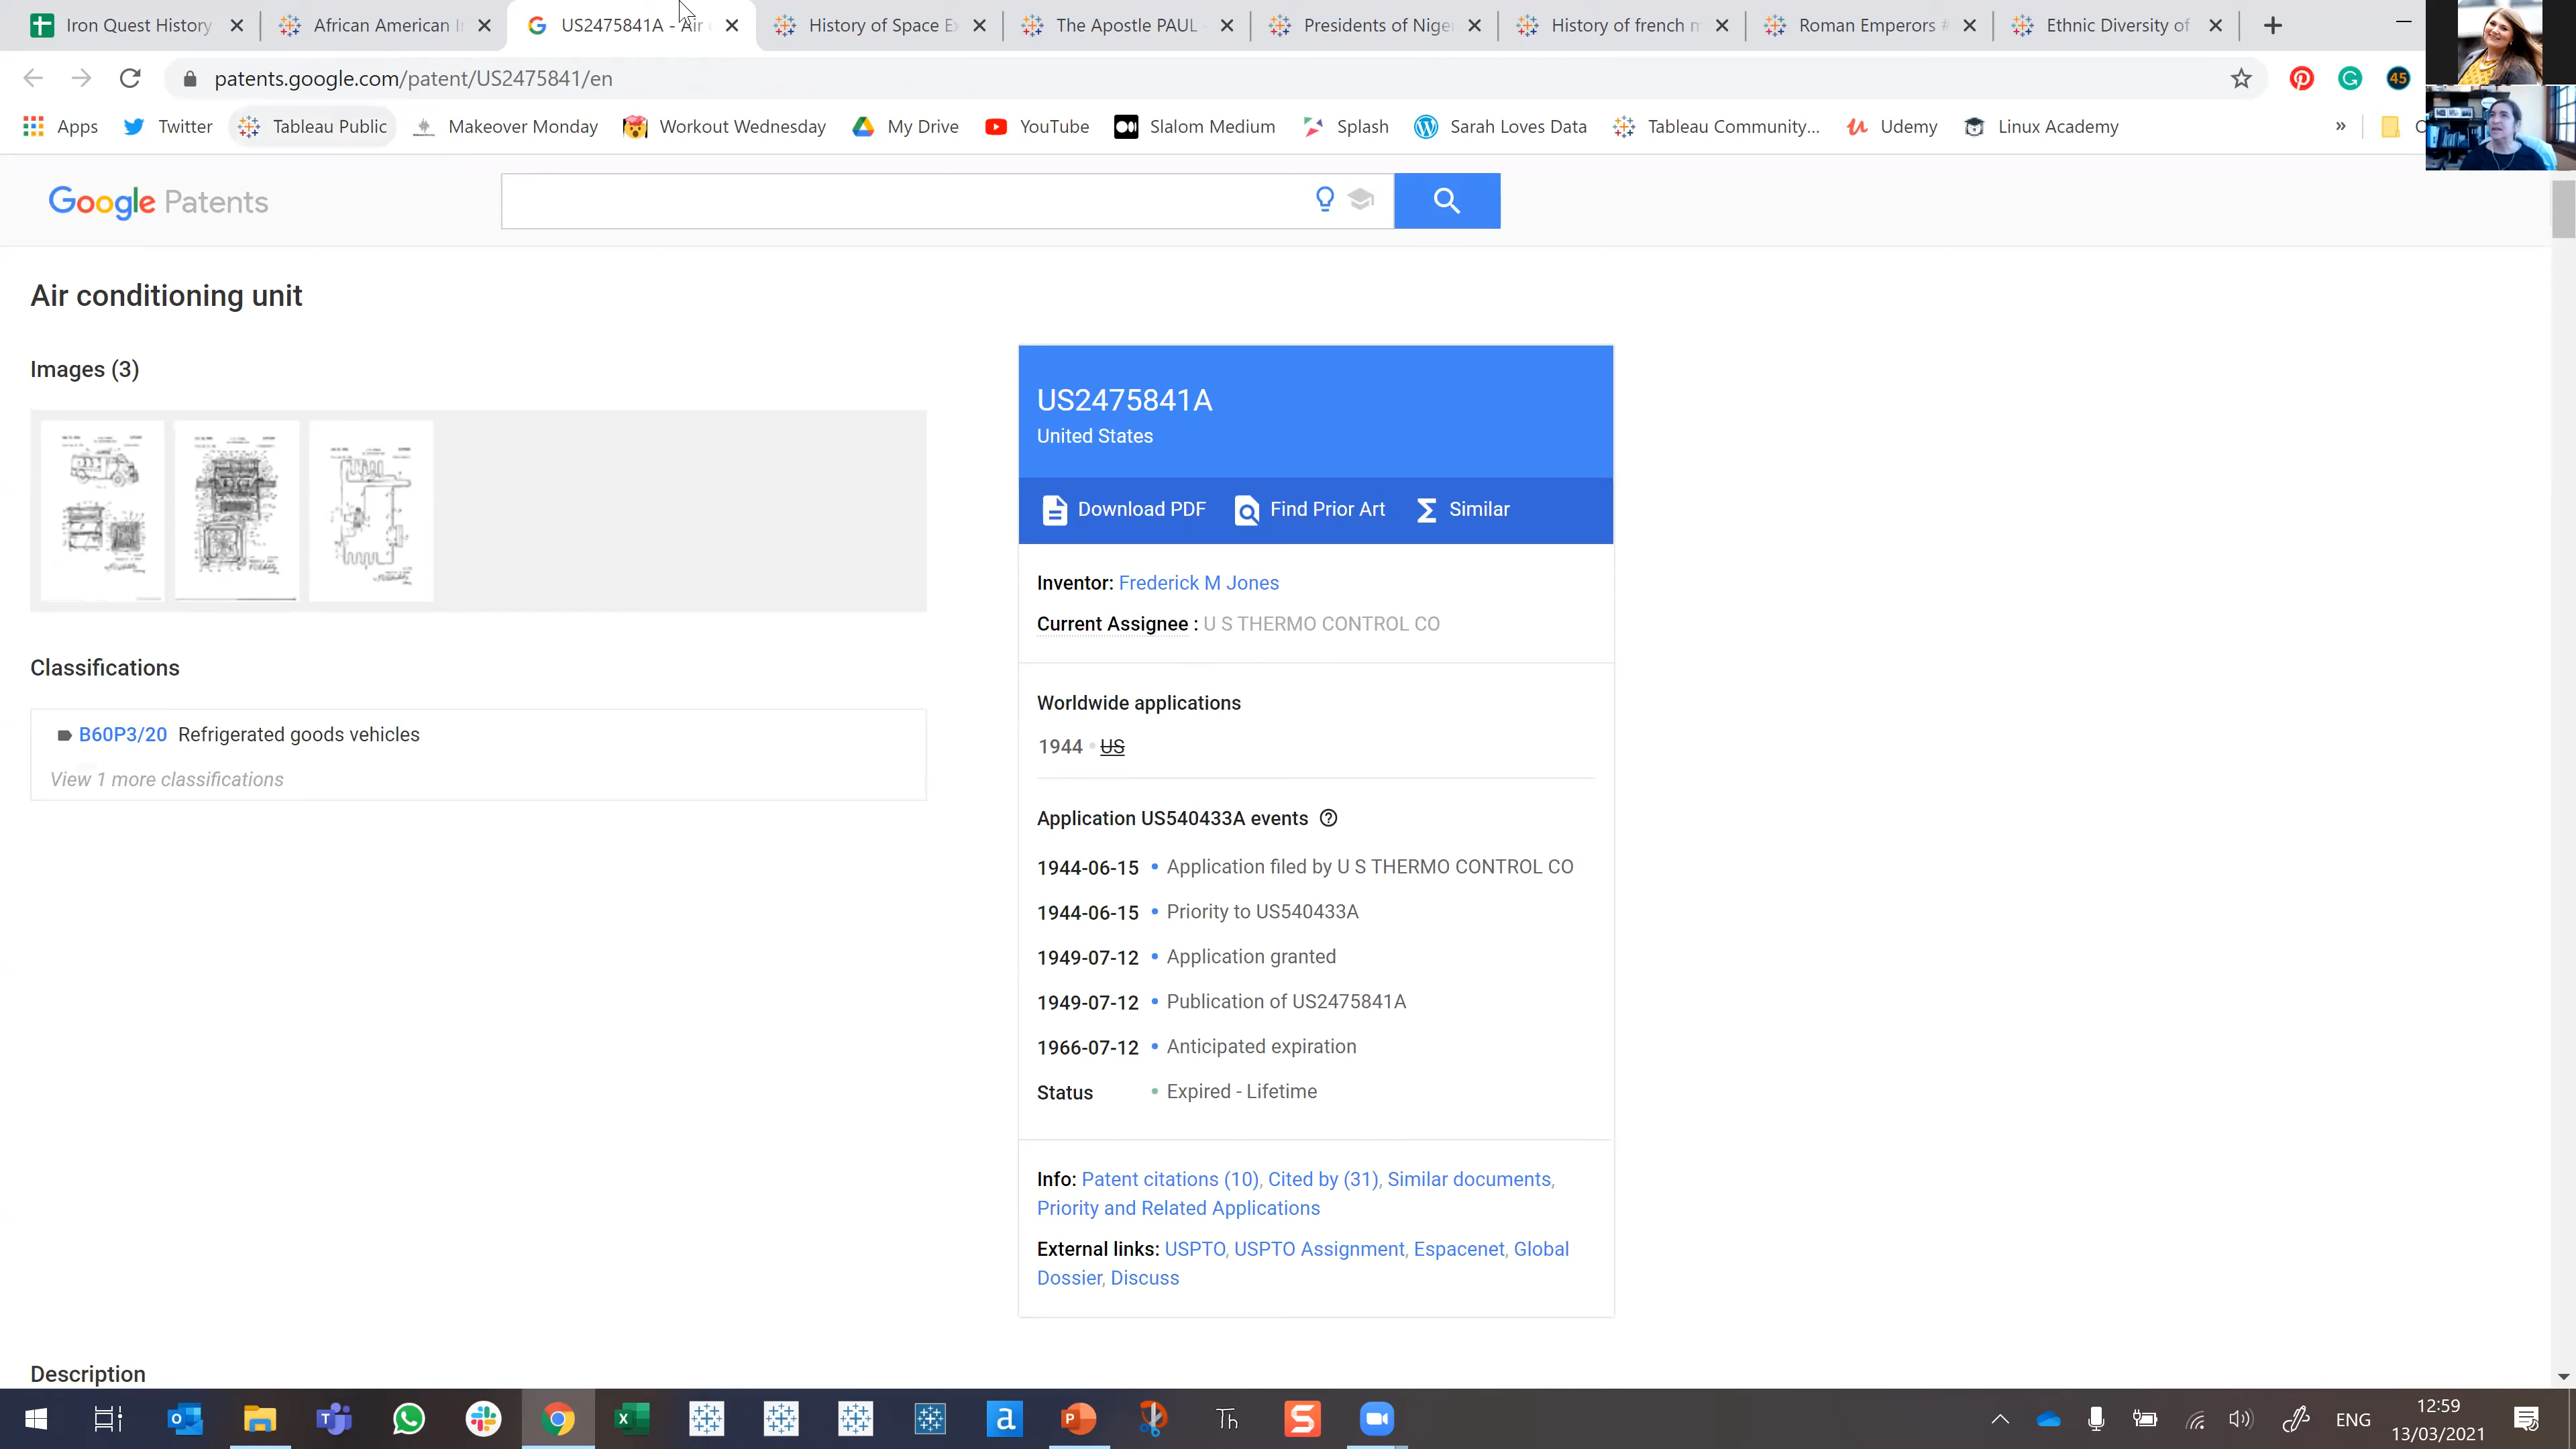 Iron Quest History
African American I
US2475841A - Air
History of Space E
The Apostle PAUL
Presidents of Nige
History of french m
Roman Emperors #
Ethnic Diversity of
patents.google.com/patent/US2475841/en
45
Apps
Twitter
Tableau Public
Makeover Monday
Workout Wednesday
My Drive
YouTube
Slalom Medium
Splash
Sarah Loves Data
Tableau Community...
Udemy
Linux Academy
»
Google Patents
Air conditioning unit
Images (3)
US2475841A
United States
Download PDF
Find Prior Art
Similar
Inventor: Frederick M Jones
Current Assignee : U S THERMO CONTROL CO
Classifications
B60P3/20 Refrigerated goods vehicles
View 1 more classifications
Worldwide applications
1944 • US
Application US540433A events
1944-06-15 • Application filed by U S THERMO CONTROL CO
1944-06-15 • Priority to US540433A
1949-07-12 • Application granted
1949-07-12 • Publication of US2475841A
1966-07-12 • Anticipated expiration
Status • Expired - Lifetime
Info: Patent citations (10), Cited by (31), Similar documents,
Priority and Related Applications
External links: USPTO, USPTO Assignment, Espacenet, Global
Dossier, Discuss
Description
Th
ENG
12:59
13/03/2021